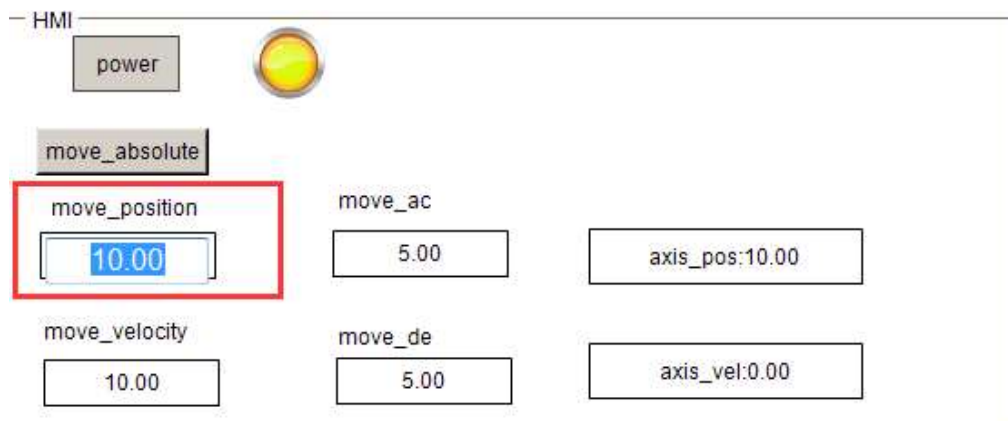 HMI
power
move_absolute
move_position
move_ac
10.00
5.00
axis_pos:10.00
move_velocity
move_de
10.00
5.00
axis_vel:0.00